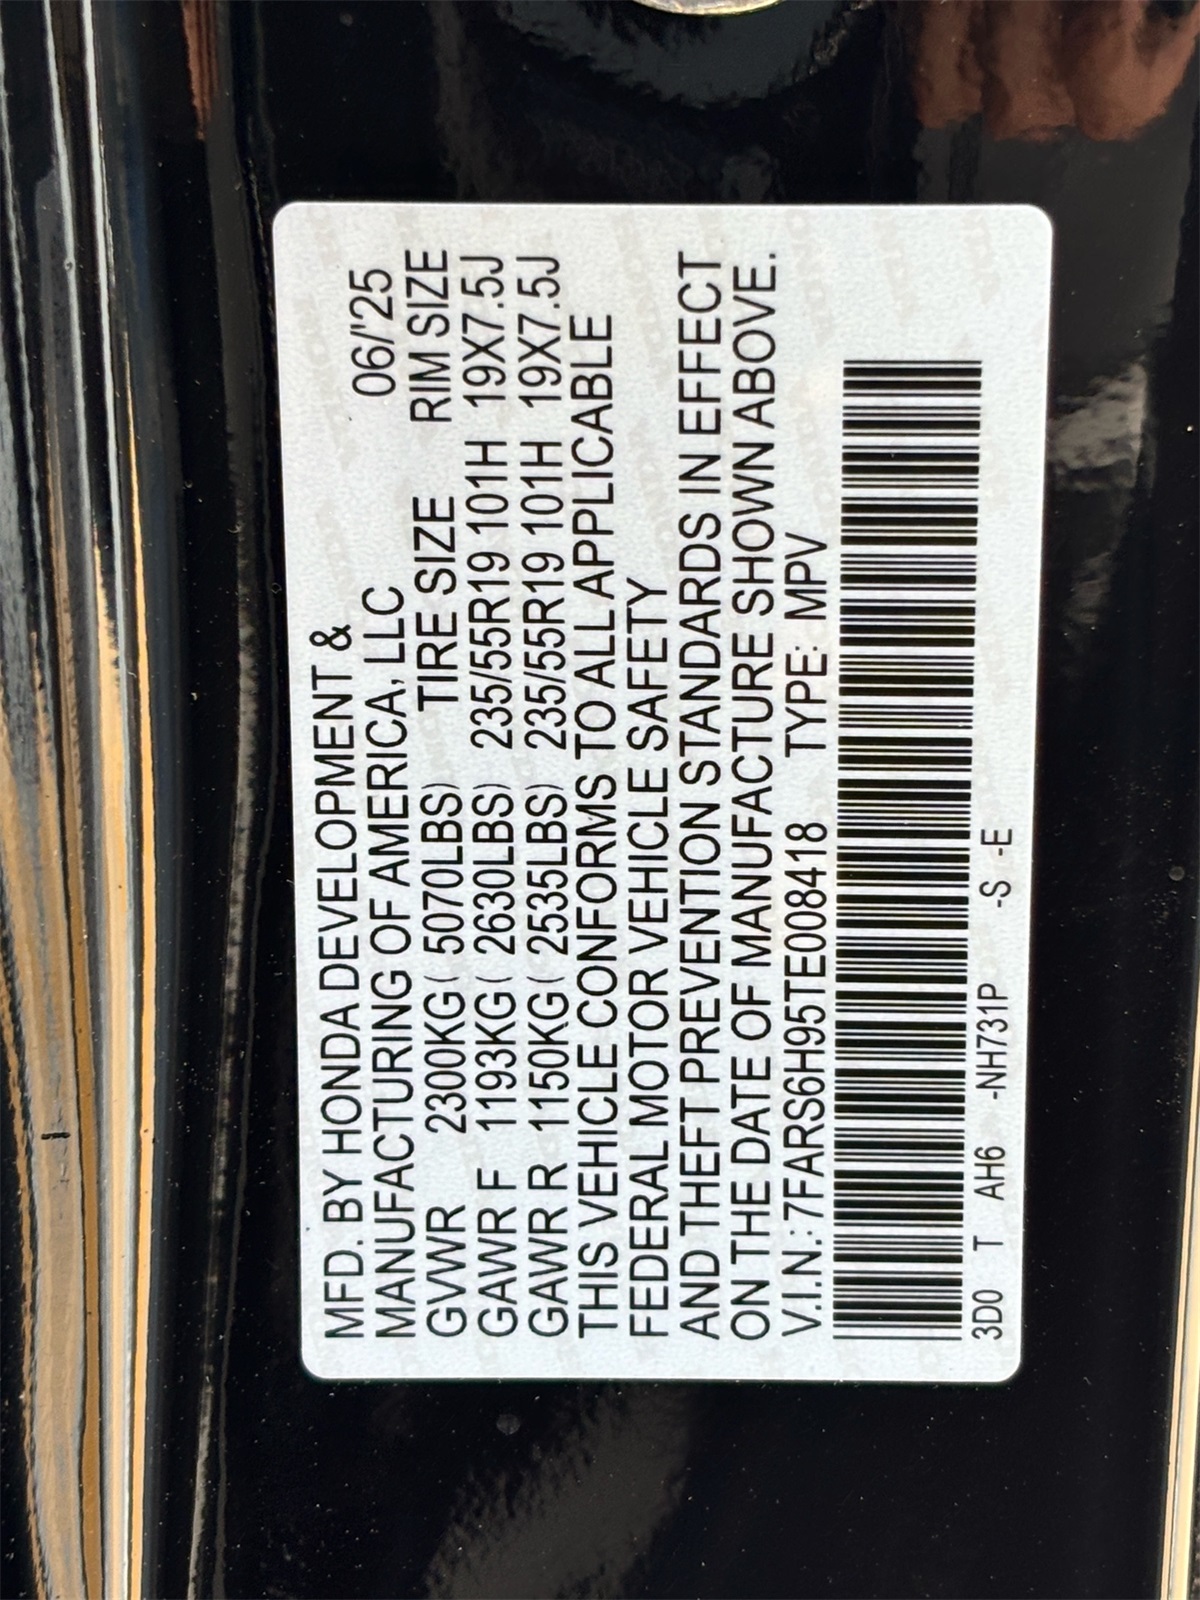 MFD. BY HONDA DEVELOPMENT &
MANUFACTURING OF AMERICA, LLC 06/'25
GVWR 2300KG( 5070LBS) TIRE SIZE RIM SIZE
GAWR F 1193KG( 2630LBS) 235/55R19 101H 19X7.5J
GAWR R 1150KG( 2535LBS) 235/55R19 101H 19X7.5J
THIS VEHICLE CONFORMS TO ALL APPLICABLE
FEDERAL MOTOR VEHICLE SAFETY
AND THEFT PREVENTION STANDARDS IN EFFECT
ON THE DATE OF MANUFACTURE SHOWN ABOVE.
V.I.N.: 7FARS6H95TE008418 TYPE: MPV
3D0 T AH6 -NH731P -S -E